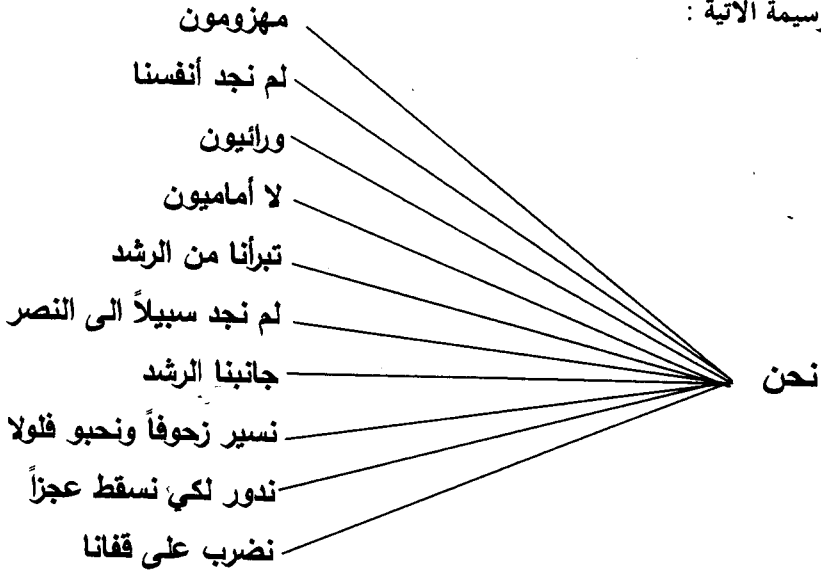 رسيمة الآتية :
مهزومون
لم نجد أنفسنا
ورائيون
لا أماميون
تبرأنا من الرشد
لم نجد سبيلاً الى النصر
جانبنا الرشد
نحن
نسير زحوفاً ونحبو فلولا
ندور لكي نسقط عجزاً
نضرب على قفانا